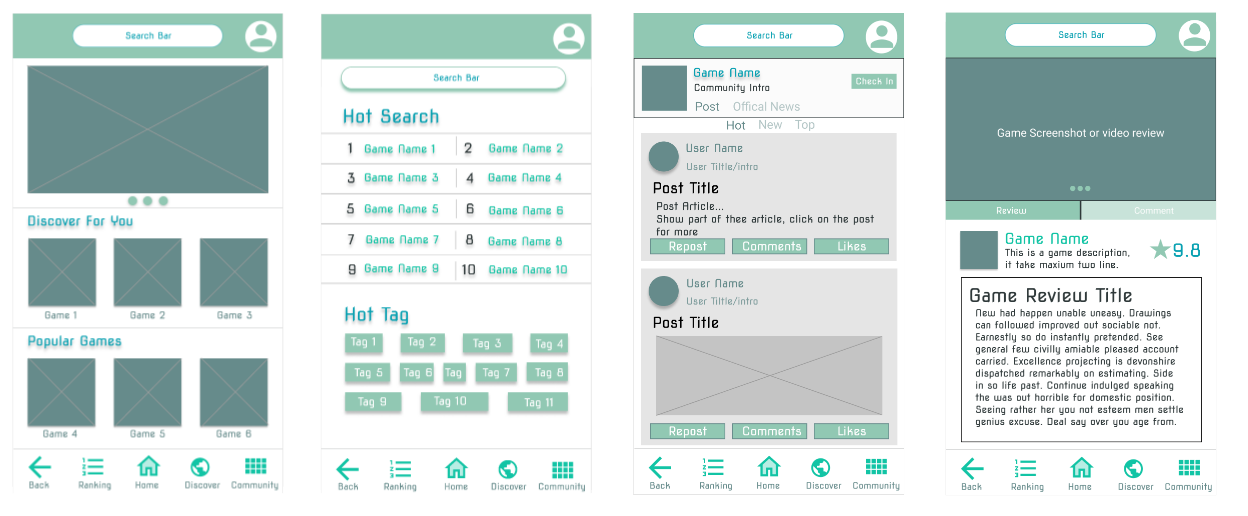 Search Bar
Discover For You
Game 1
Game 2
Game 3
Popular Games
Game 4
Game 5
Game 6
Back
Ranking
Home
Discover
Community
Search Bar
Hot Search
1 Game Name 1
2 Game Name 2
3 Game Name 3
4 Game Name 4
5 Game Name 5
6 Game Name 6
7 Game Name 7
8 Game Name 8
9 Game Name 9
10 Game Name 10
Hot Tag
Tag 1
Tag 2
Tag 3
Tag 4
Tag 5
Tag 6
Tag
Tag 7
Tag 8
Tag 9
Tag 10
Tag 11
1
2
3
Back
Ranking
Home
Discover
Community
Search Bar
Game Name
Community Intro
Check In
Post
Offical News
Hot
New
Top
User Name
User Tiltle/intro
Post Title
Post Article...
Show part of thee article, click on the post
for more
Repost
Comments
Likes
User Name
User Title/intro
Post Title
Repost
Comments
Likes
Back
Ranking
Home
Discover
Community
Search Bar
Game Screenshot or video review
Review
Comment
Game Name
This is a game description,
it take maxium two line.
9.8
Game Review Title
New had happen unable uneasy. Drawings
can followed improved out sociable not.
Earnestly so do instantly pretended. See
general few civilly amiable pleased account
carried. Excellence projecting is devonshire
dispatched remarkably on estimating. Side
in so life past. Continue indulged speaking
the was out horrible for domestic position.
Seeing rather her you not esteem men settle
genius excuse. Deal say over you age from.
Back
Ranking
Home
Discover
Community